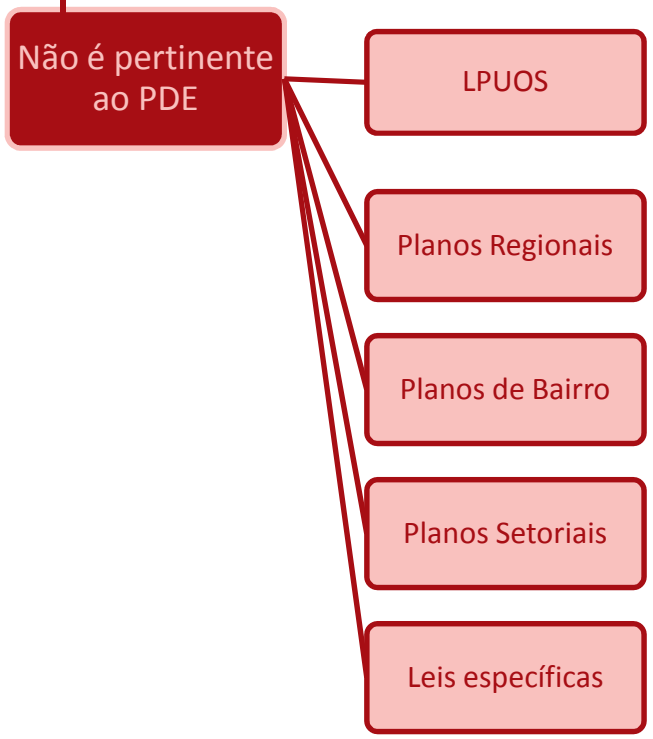 Não é pertinente
ao PDE
LPUOS
Planos Regionais
Planos de Bairro
Planos Setoriais
Leis específicas